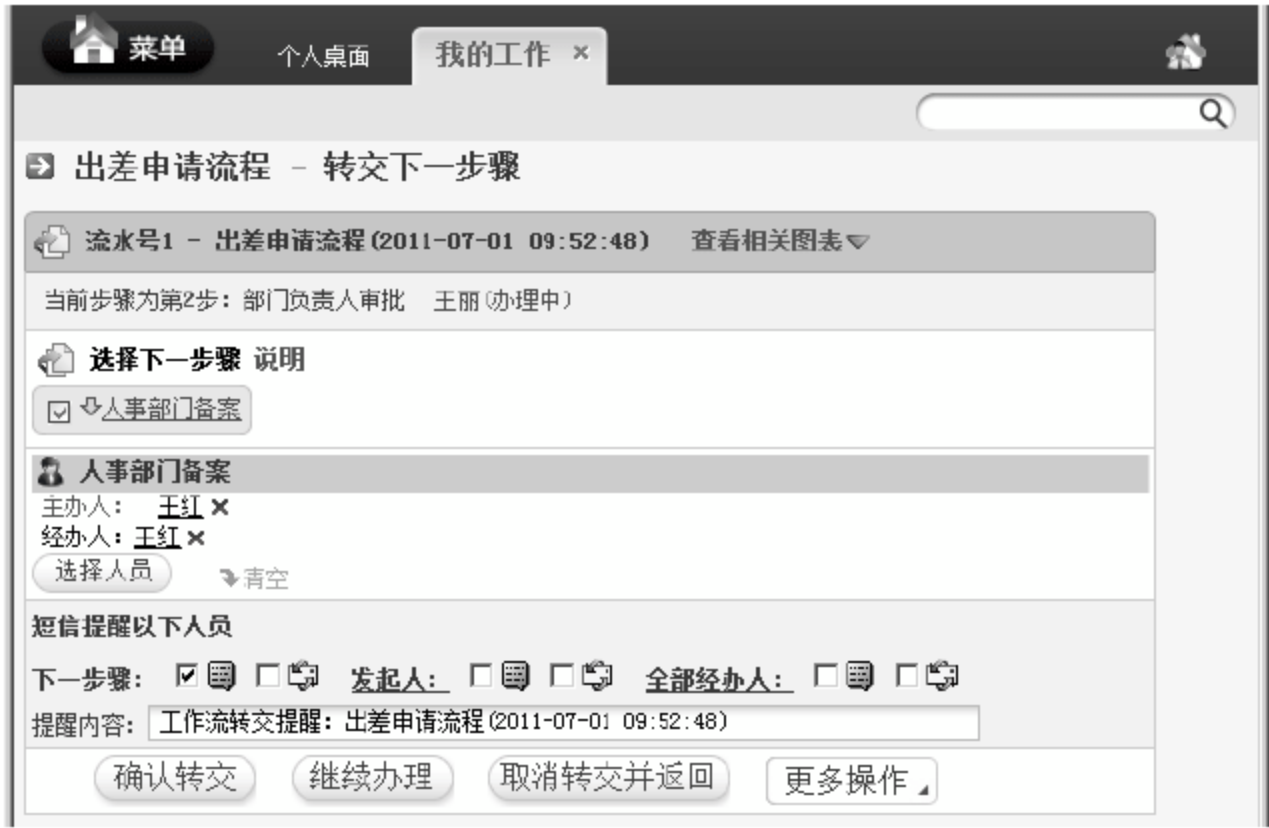 菜单 个人桌面 我的工作 ×
出差申请流程 - 转交下一步骤
流水号1 - 出差申请流程(2011-07-01 09:52:48) 查看相关图表
当前步骤为第2步：部门负责人审批 王丽(办理中)
选择下一步骤 说明
人事部门备案
人事部门备案
主办人： 王红 ×
经办人：王红 ×
选择人员 清空
短信提醒以下人员
下一步骤： 发起人： 全部经办人：
提醒内容： 工作流转交提醒：出差申请流程(2011-07-01 09:52:48)
确认转交 继续办理 取消转交并返回 更多操作